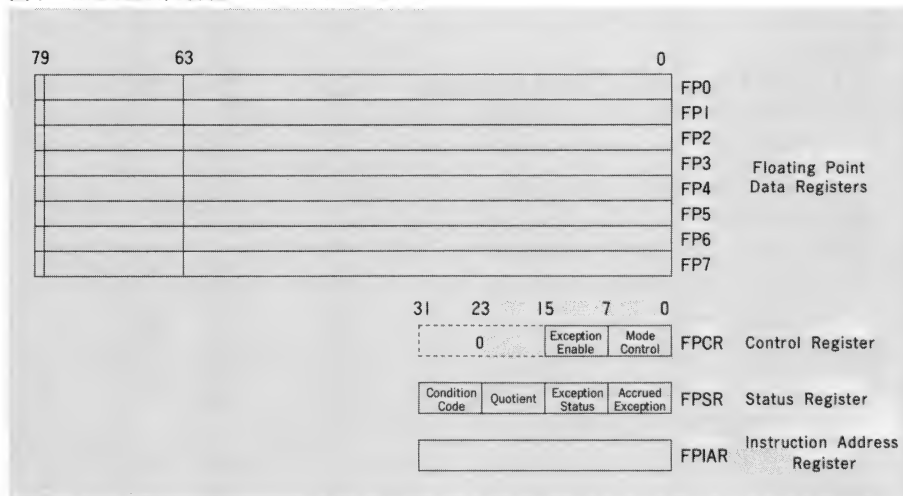 79 63 0
FP0
FP1
FP2
FP3
FP4
FP5
FP6
FP7
Floating Point
Data Registers
31 23 15 7 0
0 Exception Enable Mode Control FPCR Control Register
Condition Code Quotient Exception Status Accrued Exception FPSR Status Register
FPIAR Instruction Address Register